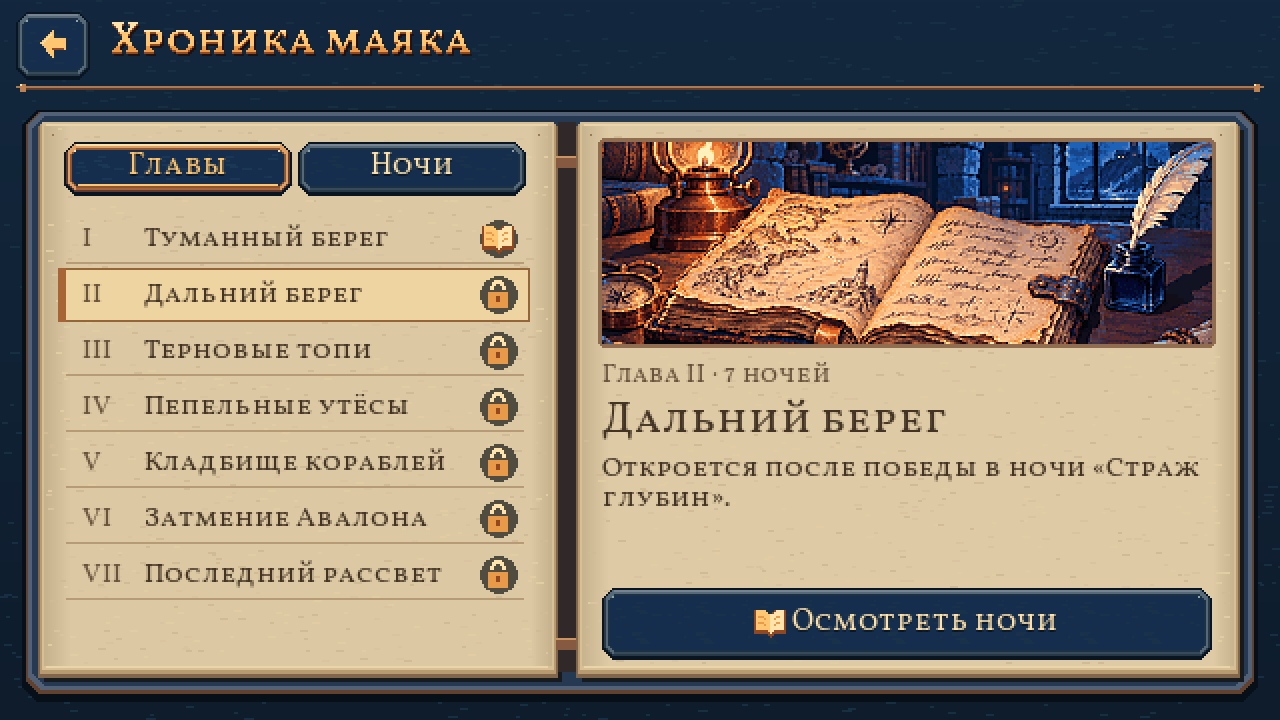 Хроника маяка
Главы
Ночи
I Туманный берег
II Дальний берег
III Терновые топи
IV Пепельные утёсы
V Кладбище кораблей
VI Затмение Авалона
VII Последний рассвет
Глава II · 7 ночей
Дальний берег
Откроется после победы в ночи «Страж
глубин».
Осмотреть ночи